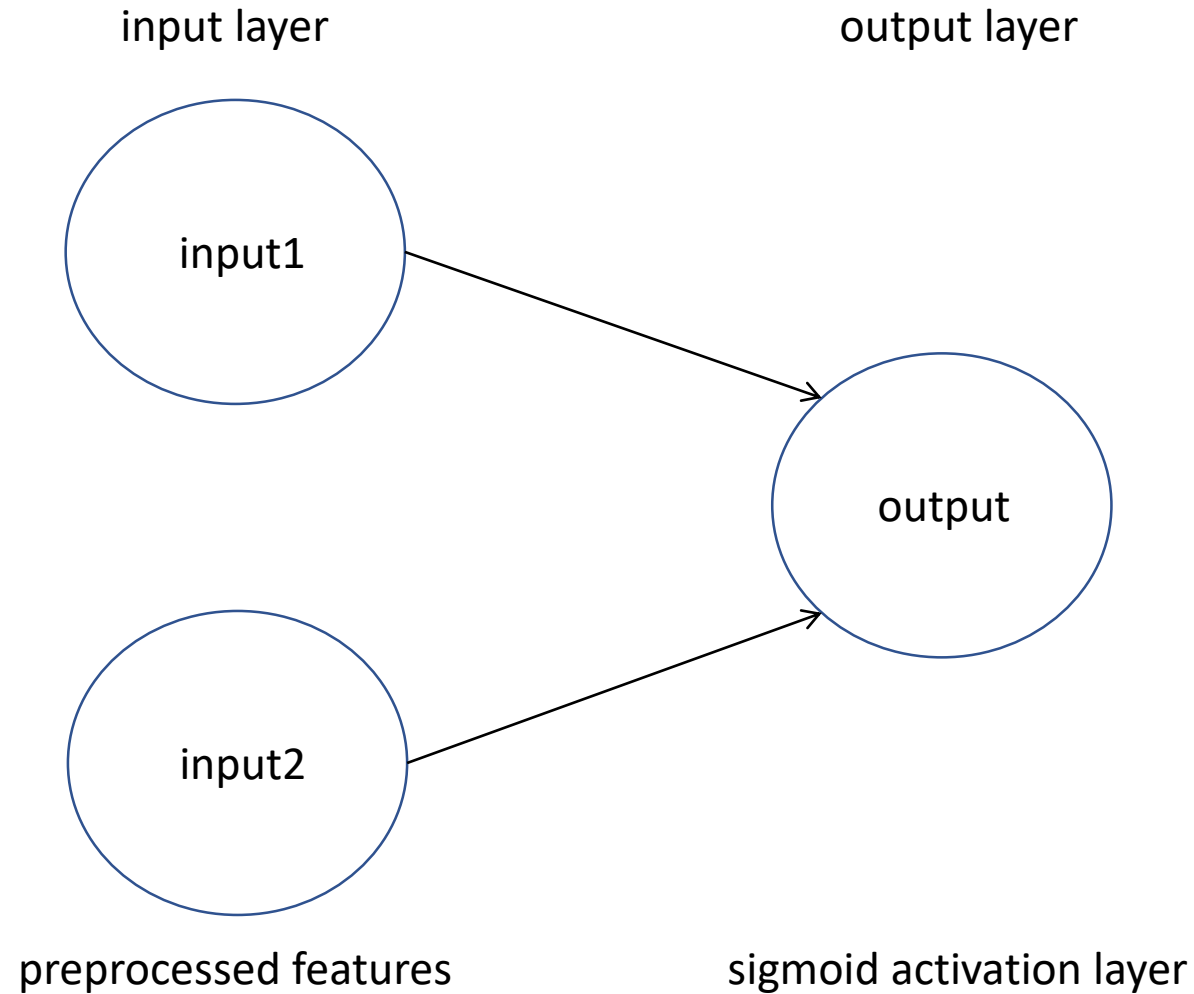 input layer
output layer
input1
output
input2
preprocessed features
sigmoid activation layer